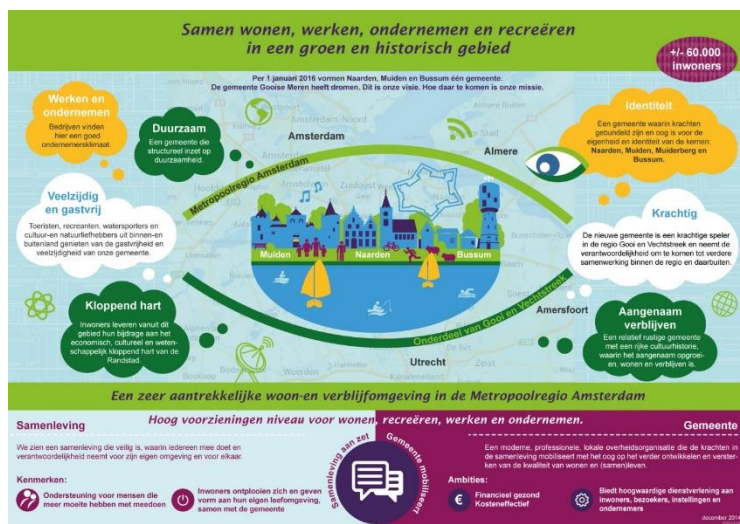 Samen wonen, werken, ondernemen en recreëren
in een groen en historisch gebied
+/- 60.000
inwoners
Per 1 januari 2016 vormen Naarden, Muiden en Bussum één gemeente.
De gemeente Gooise Meren heeft dromen. Dit is onze visie. Hoe daar te komen is onze missie.
Werken en
ondernemen
Bedrijven vinden
hier een goed
ondernemersklimaat.
Duurzaam
Een gemeente die
structureel inzet op
duurzaamheid.
Amsterdam
Almere
Identiteit
Een gemeente waarin krachten
gebundeld zijn en oog is voor de
eigenheid en identiteit van de kernen
Naarden, Muiden, Muiderberg en
Bussum.
Metropoolregio Amsterdam
Veelzijdig
en gastvrij
Toeristen, recreanten, watersporters en
cultuur-en natuurliefhebbers uit binnen-en
buitenland genieten van de gastvrijheid en
veelzijdigheid van onze gemeente.
Muiden
Naarden
Bussum
Krachtig
De nieuwe gemeente is een krachtige speler
in de regio Gooi en Vechtstreek en neemt de
verantwoordelijkheid om te komen tot verdere
samenwerking binnen de regio en daarbuiten.
Kloppend hart
Inwoners leveren vanuit dit
gebied hun bijdrage aan het
economisch, cultureel en weten-
schappelijk kloppend hart van de
Randstad.
Onderdeel van Gooi en Vechtstreek
Amersfoort
Utrecht
Aangenaam
verblijven
Een relatief rustige gemeente
met een rijke cultuurhistorie,
waarin het aangenaam opgroei-
en, wonen en verblijven is.
Een zeer aantrekkelijke woon-en verblijfomgeving in de Metropoolregio Amsterdam
Hoog voorzieningen niveau voor wonen, recreëren, werken en ondernemen.
Samenleving
We zien een samenleving die veilig is, waarin iedereen mee doet en
verantwoordelijkheid neemt voor zijn eigen omgeving en voor elkaar.
Kenmerken:
Ondersteuning voor mensen die
meer moeite hebben met meedoen
Inwoners ontplooien zich en geven
vorm aan hun eigen leefomgeving,
samen met de gemeente
Samenleving aan zet
Gemeente mobiliseert
Gemeente
Een moderne, professionele, lokale overheidsorganisatie die de krachten in
de samenleving mobiliseert met het oog op het verder ontwikkelen en verster-
ken van de kwaliteit van wonen en (samen)leven.
Ambities:
Financieel gezond
Kosteneffectief
Biedt hoogwaardige dienstverlening aan
inwoners, bezoekers, instellingen en
ondernemers
december 2014